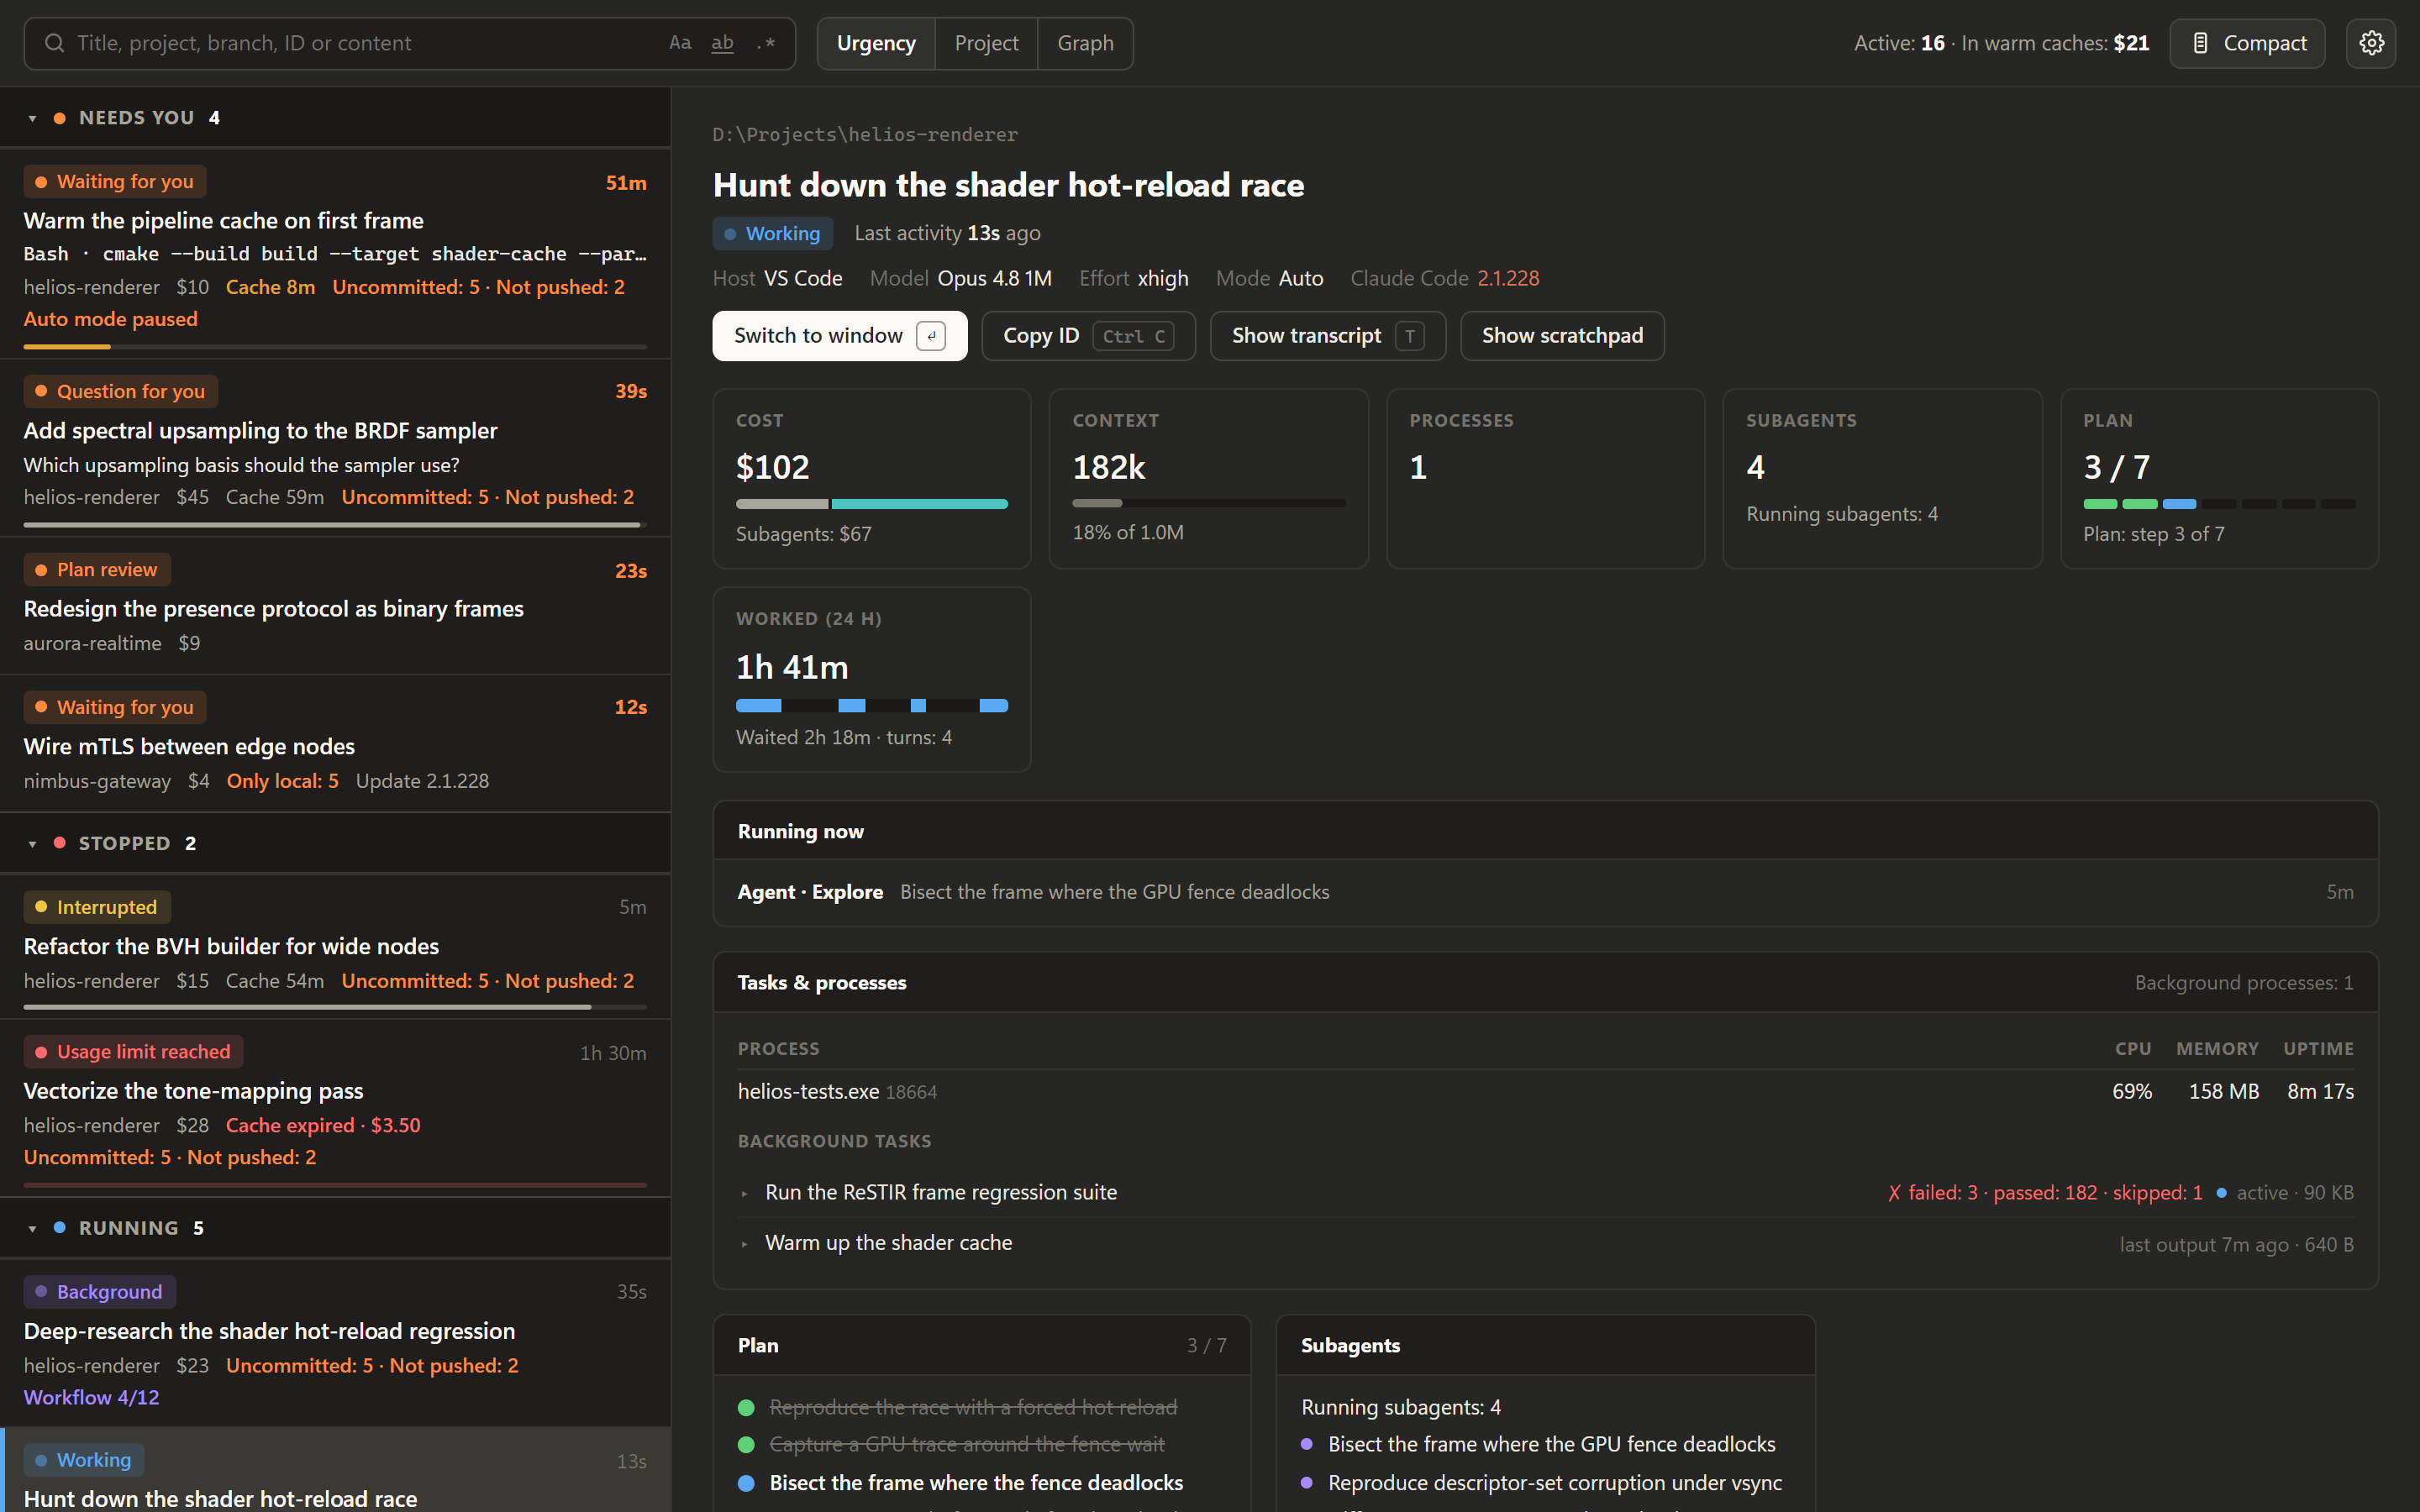 Title, project, branch, ID or content Aa ab .*
Urgency Project Graph
Active: 16 · In warm caches: $21
Compact
NEEDS YOU 4
Waiting for you 51m
Warm the pipeline cache on first frame
Bash · cmake --build build --target shader-cache --par…
helios-renderer $10 Cache 8m Uncommitted: 5 · Not pushed: 2
Auto mode paused
Question for you 39s
Add spectral upsampling to the BRDF sampler
Which upsampling basis should the sampler use?
helios-renderer $45 Cache 59m Uncommitted: 5 · Not pushed: 2
Plan review 23s
Redesign the presence protocol as binary frames
aurora-realtime $9
Waiting for you 12s
Wire mTLS between edge nodes
nimbus-gateway $4 Only local: 5 Update 2.1.228
STOPPED 2
Interrupted 5m
Refactor the BVH builder for wide nodes
helios-renderer $15 Cache 54m Uncommitted: 5 · Not pushed: 2
Usage limit reached 1h 30m
Vectorize the tone-mapping pass
helios-renderer $28 Cache expired · $3.50
Uncommitted: 5 · Not pushed: 2
RUNNING 5
Background 35s
Deep-research the shader hot-reload regression
helios-renderer $23 Uncommitted: 5 · Not pushed: 2
Workflow 4/12
Working 13s
Hunt down the shader hot-reload race
D:\Projects\helios-renderer
Hunt down the shader hot-reload race
Working Last activity 13s ago
Host VS Code Model Opus 4.8 1M Effort xhigh Mode Auto Claude Code 2.1.228
Switch to window ↵ Copy ID Ctrl C Show transcript T Show scratchpad
COST
$102
Subagents: $67
CONTEXT
182k
18% of 1.0M
PROCESSES
1
SUBAGENTS
4
Running subagents: 4
PLAN
3 / 7
Plan: step 3 of 7
WORKED (24 H)
1h 41m
Waited 2h 18m · turns: 4
Running now
Agent · Explore Bisect the frame where the GPU fence deadlocks 5m
Tasks & processes Background processes: 1
PROCESS CPU MEMORY UPTIME
helios-tests.exe 18664 69% 158 MB 8m 17s
BACKGROUND TASKS
Run the ReSTIR frame regression suite ✗ failed: 3 · passed: 182 · skipped: 1 active · 90 KB
Warm up the shader cache last output 7m ago · 640 B
Plan 3 / 7
Reproduce the race with a forced hot reload
Capture a GPU trace around the fence wait
Bisect the frame where the fence deadlocks
Subagents
Running subagents: 4
Bisect the frame where the GPU fence deadlocks
Reproduce descriptor-set corruption under vsync